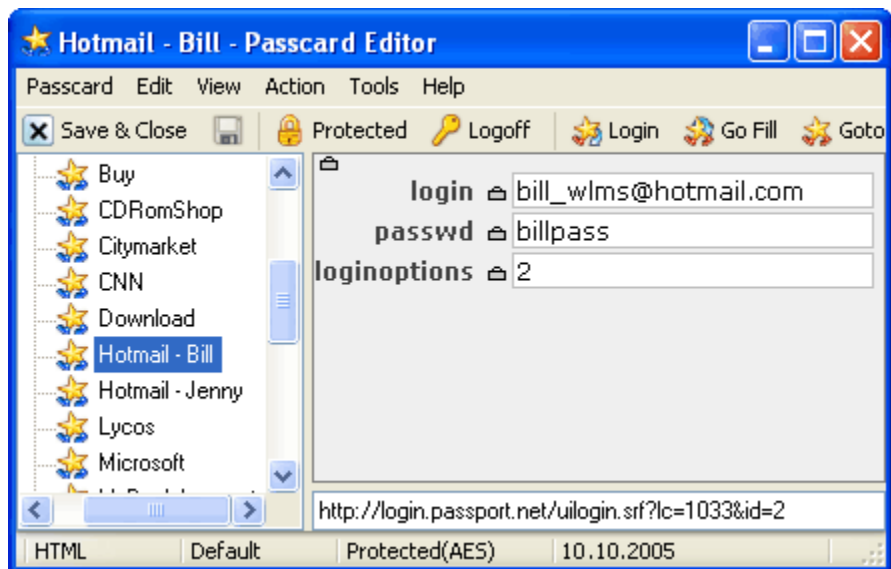 Hotmail - Bill - Passcard Editor
Passcard Edit View Action Tools Help
Save & Close Protected Logoff Login Go Fill Goto
Buy
CDRomShop
Citymarket
CNN
Download
Hotmail - Bill
Hotmail - Jenny
Lycos
Microsoft
login bill_wlms@hotmail.com
passwd billpass
loginoptions 2
http://login.passport.net/uilogin.srf?lc=1033&id=2
HTML Default Protected(AES) 10.10.2005